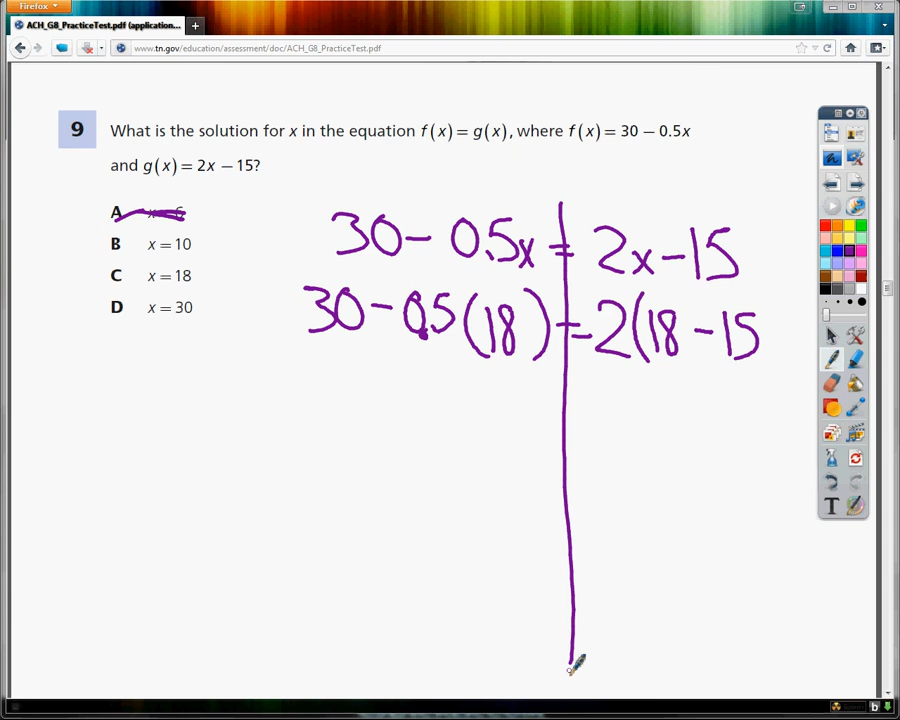 Firefox
ACH_G8_PracticeTest.pdf (application...
www.tn.gov/education/assessment/doc/ACH_G8_PracticeTest.pdf
9 What is the solution for x in the equation f(x) = g(x), where f(x) = 30 − 0.5x
and g(x) = 2x − 15?
A
B x = 10
C x = 18
D x = 30
30 - 0.5x = 2x - 15
30 - 0.5(18) = 2(18 - 15
T
b